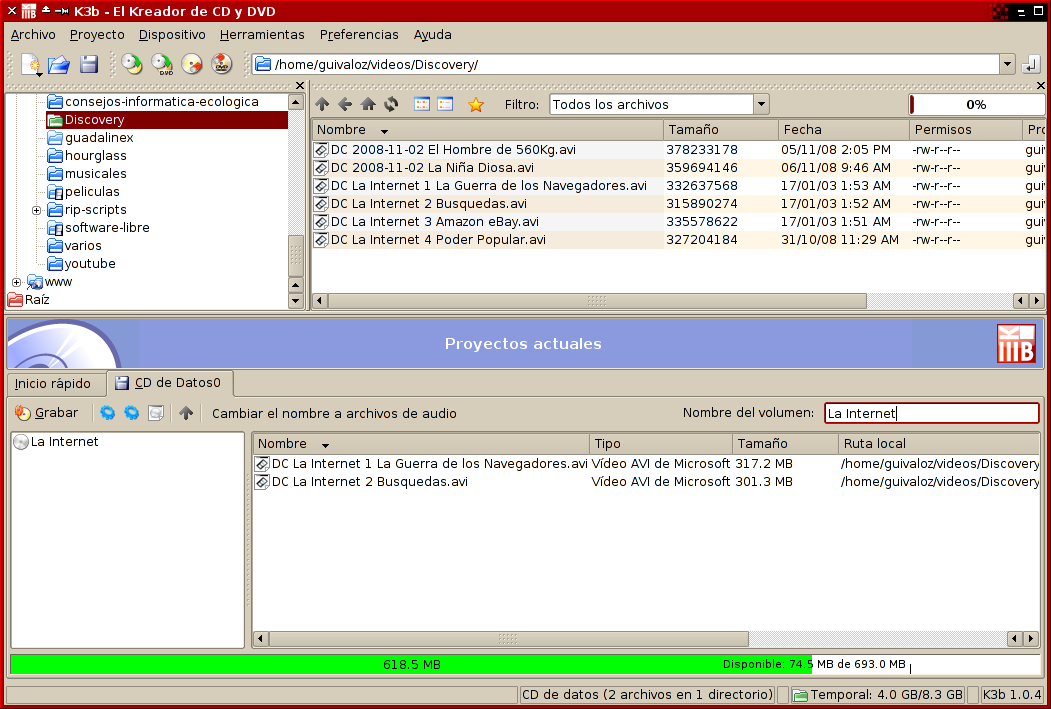 K3b - El Kreador de CD y DVD
Archivo Proyecto Dispositivo Herramientas Preferencias Ayuda
/home/guivaloz/videos/Discovery/
consejos-informatica-ecologica
Discovery
guadalinex
hourglass
musicales
peliculas
rip-scripts
software-libre
varios
youtube
www
Raíz
Filtro: Todos los archivos 0%
Nombre Tamaño Fecha Permisos Pro
DC 2008-11-02 El Hombre de 560Kg.avi 378233178 05/11/08 2:05 PM -rw-r--r-- gui
DC 2008-11-02 La Niña Diosa.avi 359694146 06/11/08 9:46 AM -rw-r--r-- gui
DC La Internet 1 La Guerra de los Navegadores.avi 332637568 17/01/03 1:53 AM -rw-r--r-- gui
DC La Internet 2 Busquedas.avi 315890274 17/01/03 1:52 AM -rw-r--r-- gui
DC La Internet 3 Amazon eBay.avi 335578622 17/01/03 1:51 AM -rw-r--r-- gui
DC La Internet 4 Poder Popular.avi 327204184 31/10/08 11:29 AM -rw-r--r-- gui
Proyectos actuales
Inicio rápido CD de Datos0
Grabar Cambiar el nombre a archivos de audio Nombre del volumen: La Internet
La Internet
Nombre Tipo Tamaño Ruta local
DC La Internet 1 La Guerra de los Navegadores.avi Vídeo AVI de Microsoft 317.2 MB /home/guivaloz/videos/Discovery
DC La Internet 2 Busquedas.avi Vídeo AVI de Microsoft 301.3 MB /home/guivaloz/videos/Discovery
618.5 MB Disponible: 74.5 MB de 693.0 MB
CD de datos (2 archivos en 1 directorio) Temporal: 4.0 GB/8.3 GB K3b 1.0.4